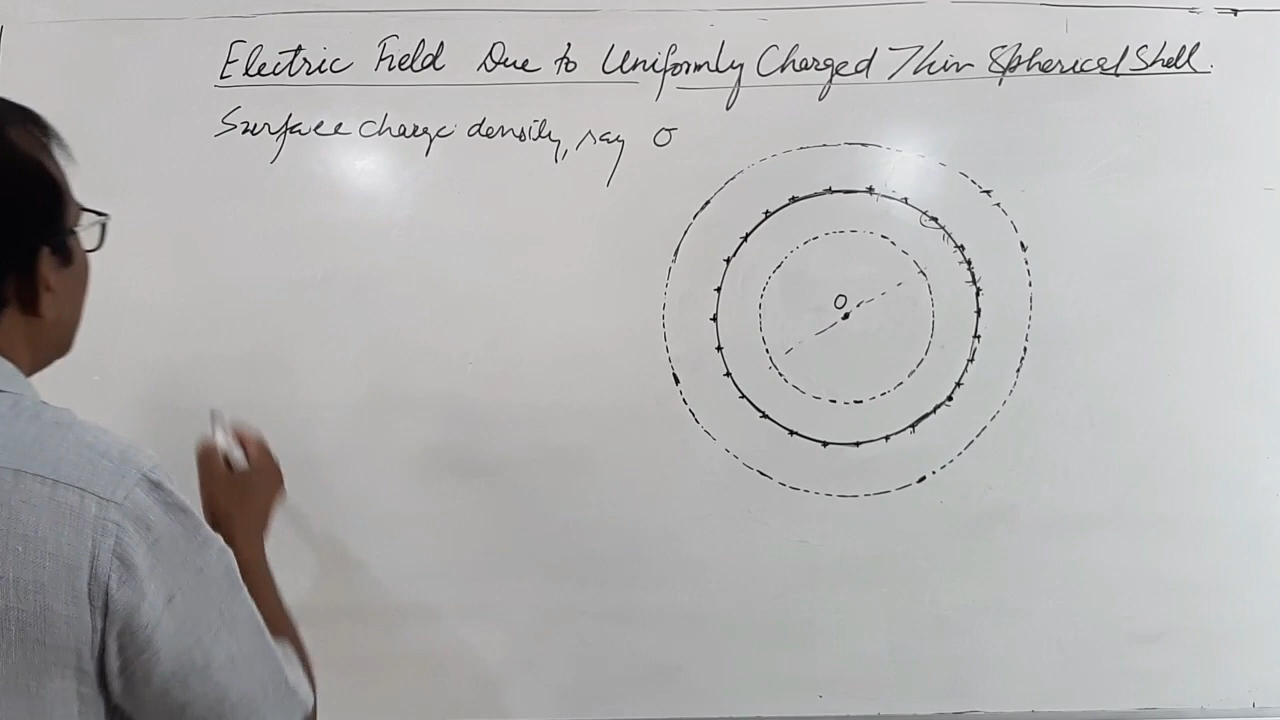 Electric Field Due to Uniformly Charged Thin Spherical Shell.
Surface charge density, say σ
O